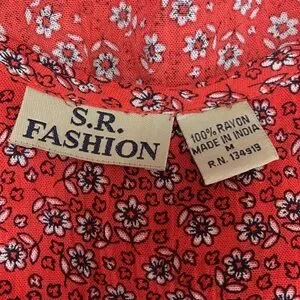 S.R.
FASHION
100% RAYON
MADE IN INDIA
M
R.N. 134919